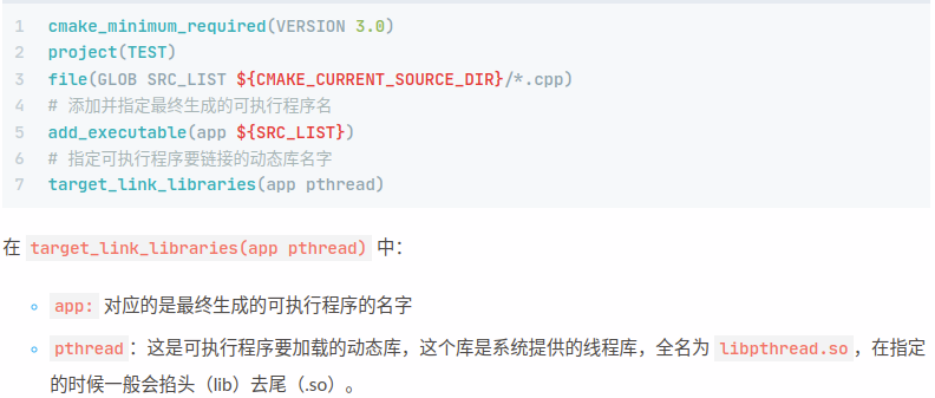 1 cmake_minimum_required(VERSION 3.0)
2 project(TEST)
3 file(GLOB SRC_LIST ${CMAKE_CURRENT_SOURCE_DIR}/*.cpp)
4 # 添加并指定最终生成的可执行程序名
5 add_executable(app ${SRC_LIST})
6 # 指定可执行程序要链接的动态库名字
7 target_link_libraries(app pthread)
在 target_link_libraries(app pthread) 中：
app: 对应的是最终生成的可执行程序的名字
pthread：这是可执行程序要加载的动态库，这个库是系统提供的线程库，全名为 libpthread.so，在指定
的时候一般会掐头（lib）去尾（.so）。